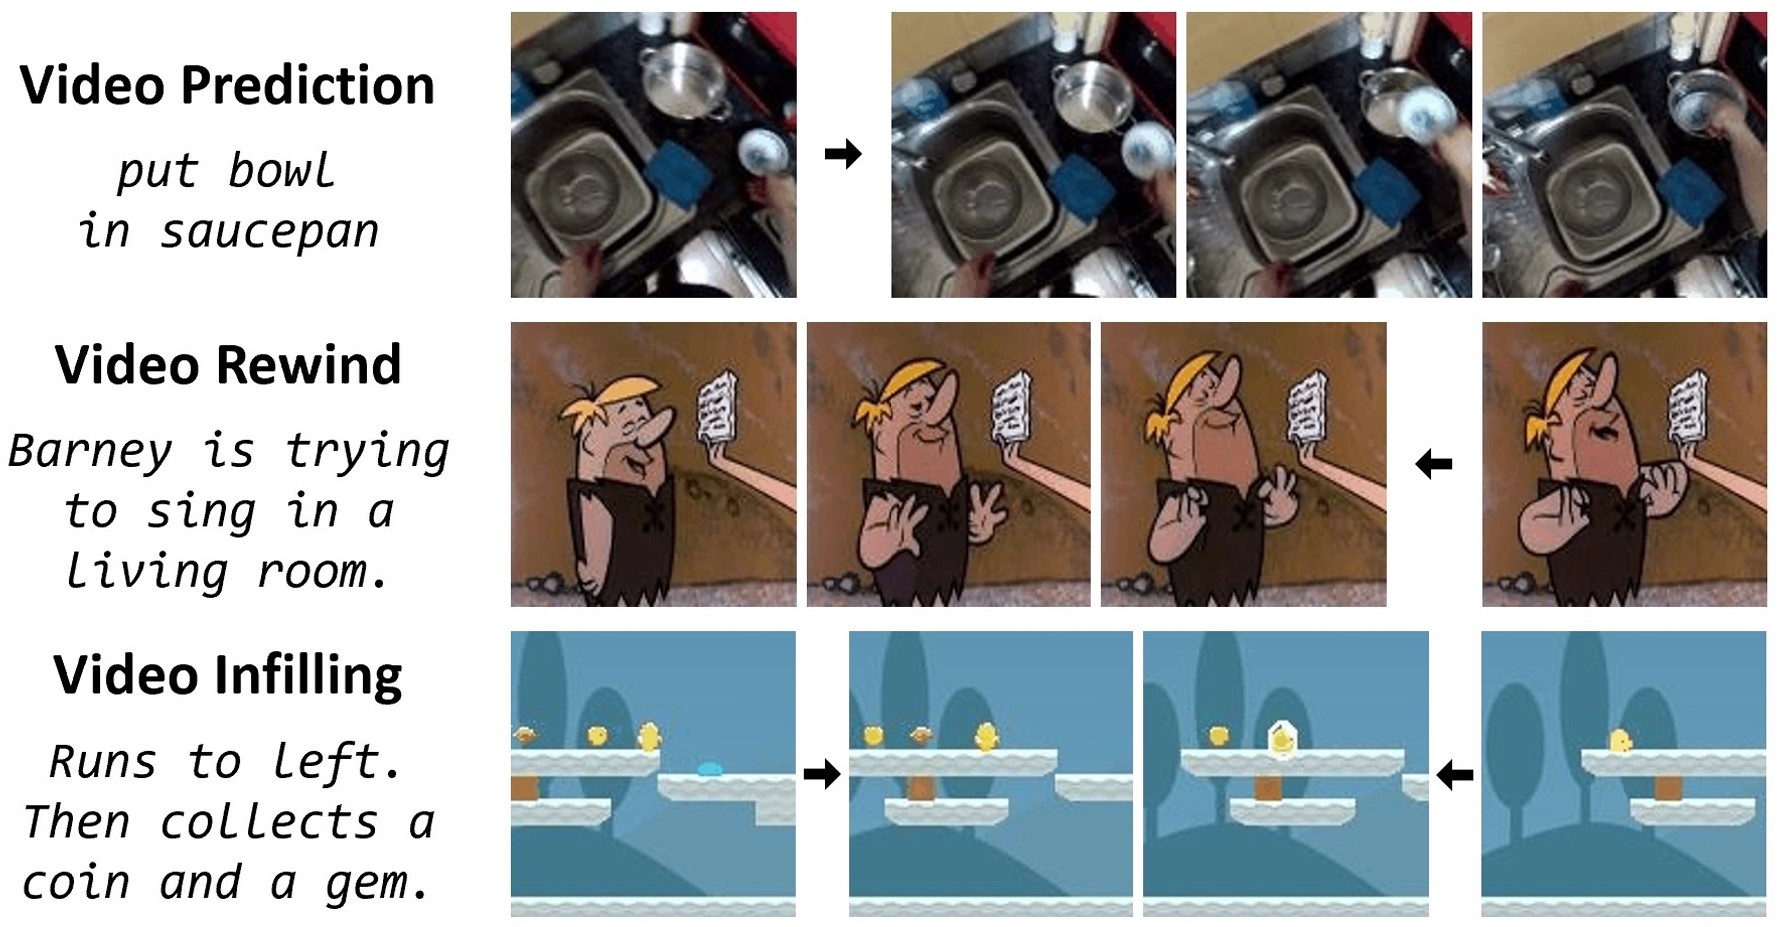 Video Prediction
put bowl
in saucepan
Video Rewind
Barney is trying
to sing in a
living room.
Video Infilling
Runs to left.
Then collects a
coin and a gem.